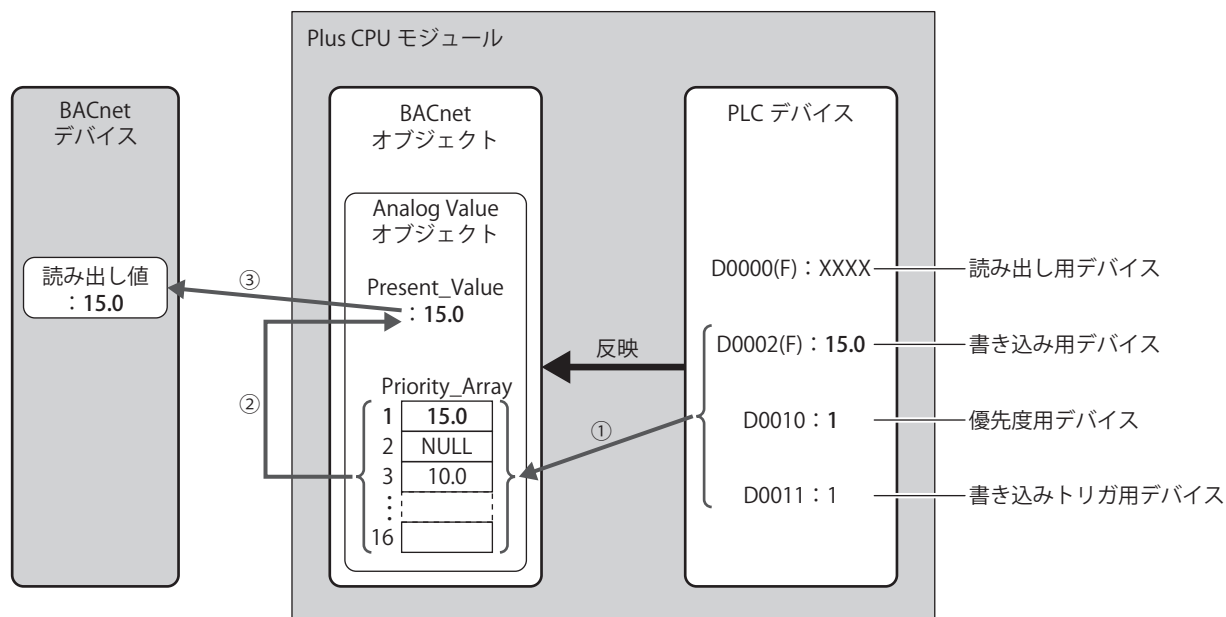 Plus CPU モジュール
BACnet
デバイス
読み出し値
：15.0
③
②
BACnet
オブジェクト
Analog Value
オブジェクト
Present_Value
：15.0
Priority_Array
1 15.0
2 NULL
3 10.0
16
反映
①
PLC デバイス
D0000(F)：XXXX 読み出し用デバイス
D0002(F)：15.0 書き込み用デバイス
D0010：1 優先度用デバイス
D0011：1 書き込みトリガ用デバイス